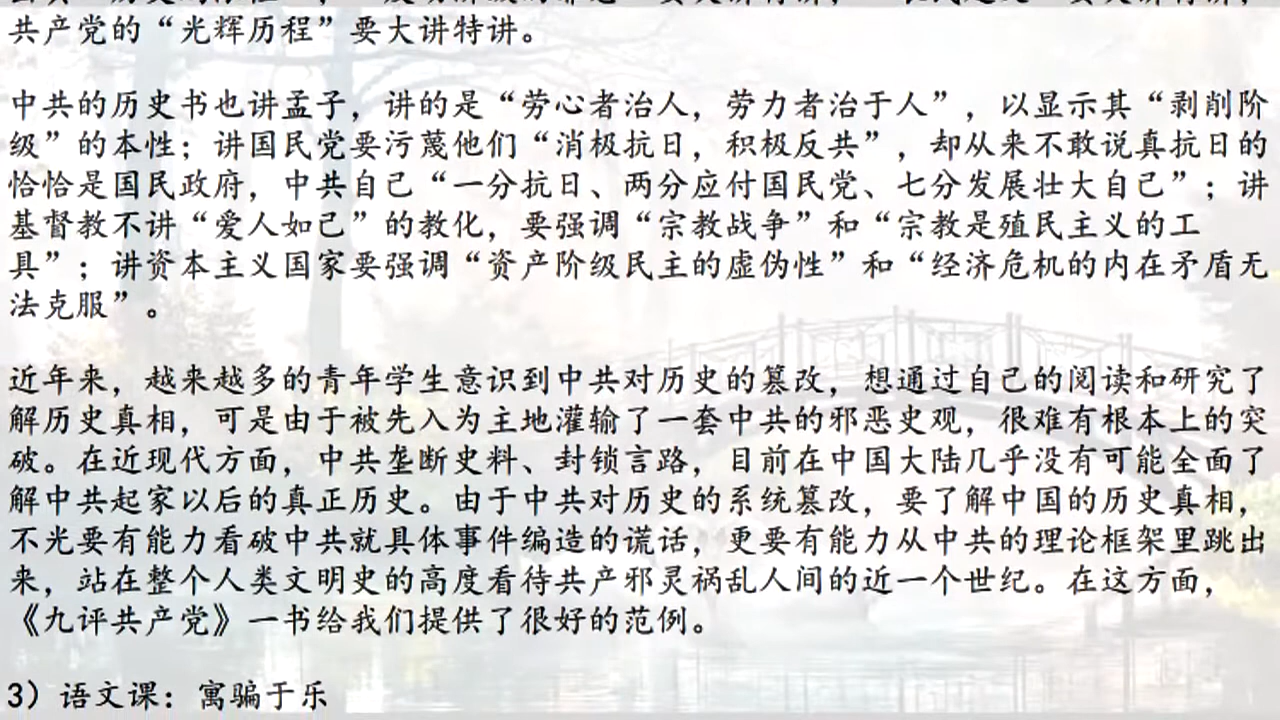 共产党的“光辉历程”要大讲特讲。
中共的历史书也讲孟子，讲的是“劳心者治人，劳力者治于人”，以显示其“剥削阶
级”的本性；讲国民党要污蔑他们“消极抗日，积极反共”，却从来不敢说真抗日的
恰恰是国民政府，中共自己“一分抗日、两分应付国民党、七分发展壮大自己”；讲
基督教不讲“爱人如己”的教化，要强调“宗教战争”和“宗教是殖民主义的工
具”；讲资本主义国家要强调“资产阶级民主的虚伪性”和“经济危机的内在矛盾无
法克服”。
近年来，越来越多的青年学生意识到中共对历史的篡改，想通过自己的阅读和研究了
解历史真相，可是由于被先入为主地灌输了一套中共的邪恶史观，很难有根本上的突
破。在近现代方面，中共垄断史料、封锁言路，目前在中国大陆几乎没有可能全面了
解中共起家以后的真正历史。由于中共对历史的系统篡改，要了解中国的历史真相，
不光要有能力看破中共就具体事件编造的谎话，更要有能力从中共的理论框架里跳出
来，站在整个人类文明史的高度看待共产邪灵祸乱人间的近一个世纪。在这方面，
《九评共产党》一书给我们提供了很好的范例。
3）语文课：寓骗于乐